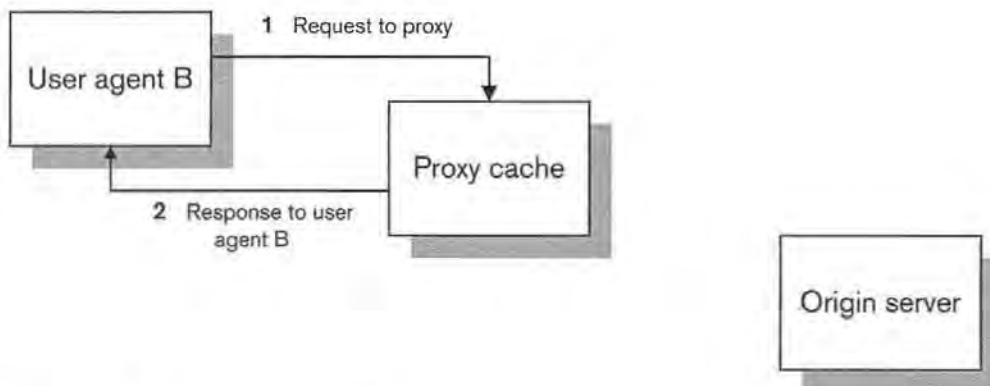 User agent B
1 Request to proxy
Proxy cache
2 Response to user
agent B
Origin server